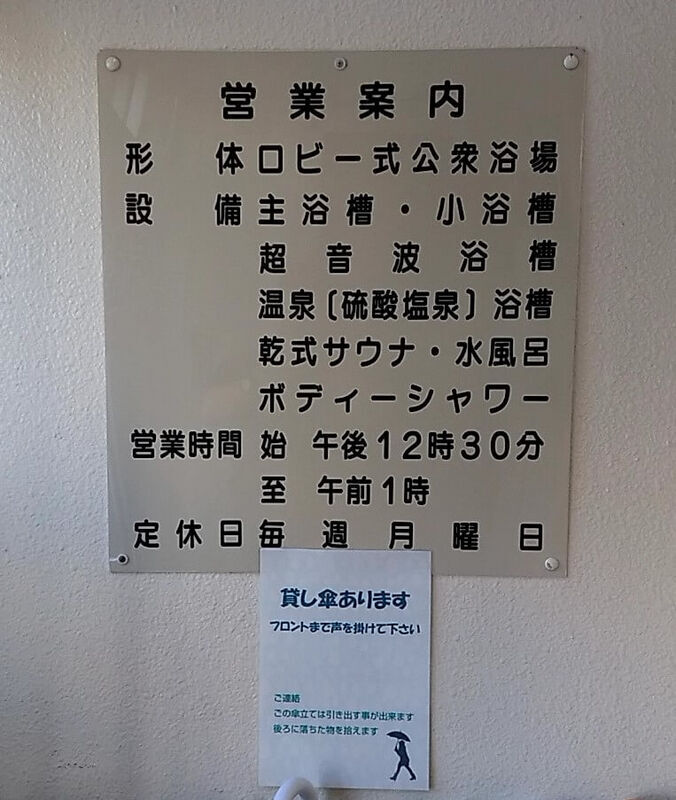 営業案内
形体ロビー式公衆浴場
設備主浴槽・小浴槽
超音波浴槽
温泉〔硫酸塩泉〕浴槽
乾式サウナ・水風呂
ボディーシャワー
営業時間 始 午後12時30分
至 午前1時
定休日毎週月曜日
貸し傘あります
フロントまで声を掛けて下さい
ご連絡
この傘立ては引き出す事が出来ます
後ろに落ちた物を拾えます